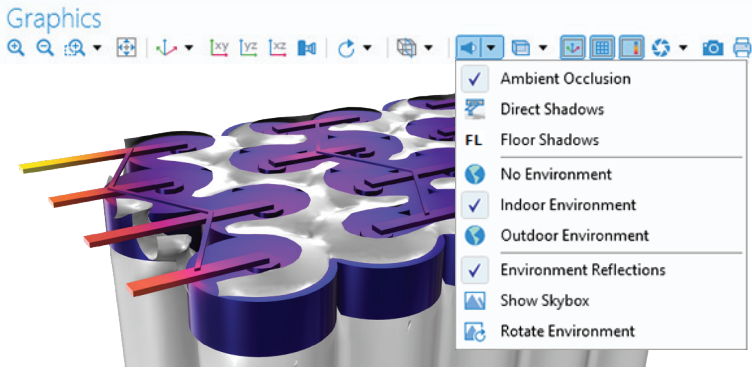 Graphics
xy yz xz
Ambient Occlusion
Direct Shadows
FL Floor Shadows
No Environment
Indoor Environment
Outdoor Environment
Environment Reflections
Show Skybox
Rotate Environment